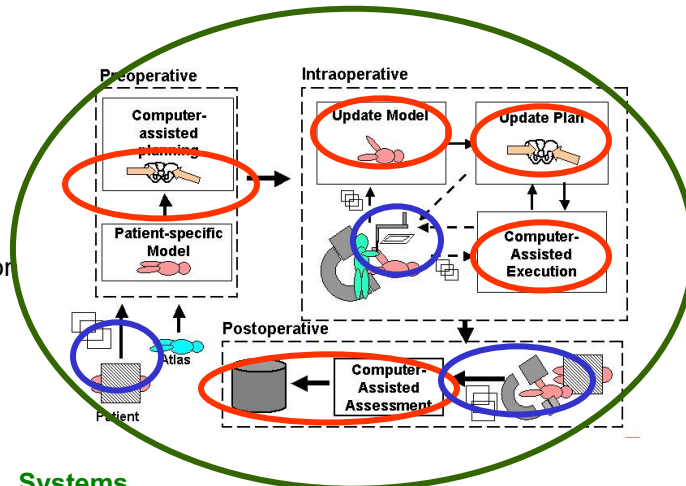 Preoperative
Intraoperative
Computer-
assisted
planning
Update Model
Update Plan
Patient-specific
Model
Computer-
Assisted
Execution
Postoperative
Atlas
Patient
Computer-
Assisted
Assessment
Systems